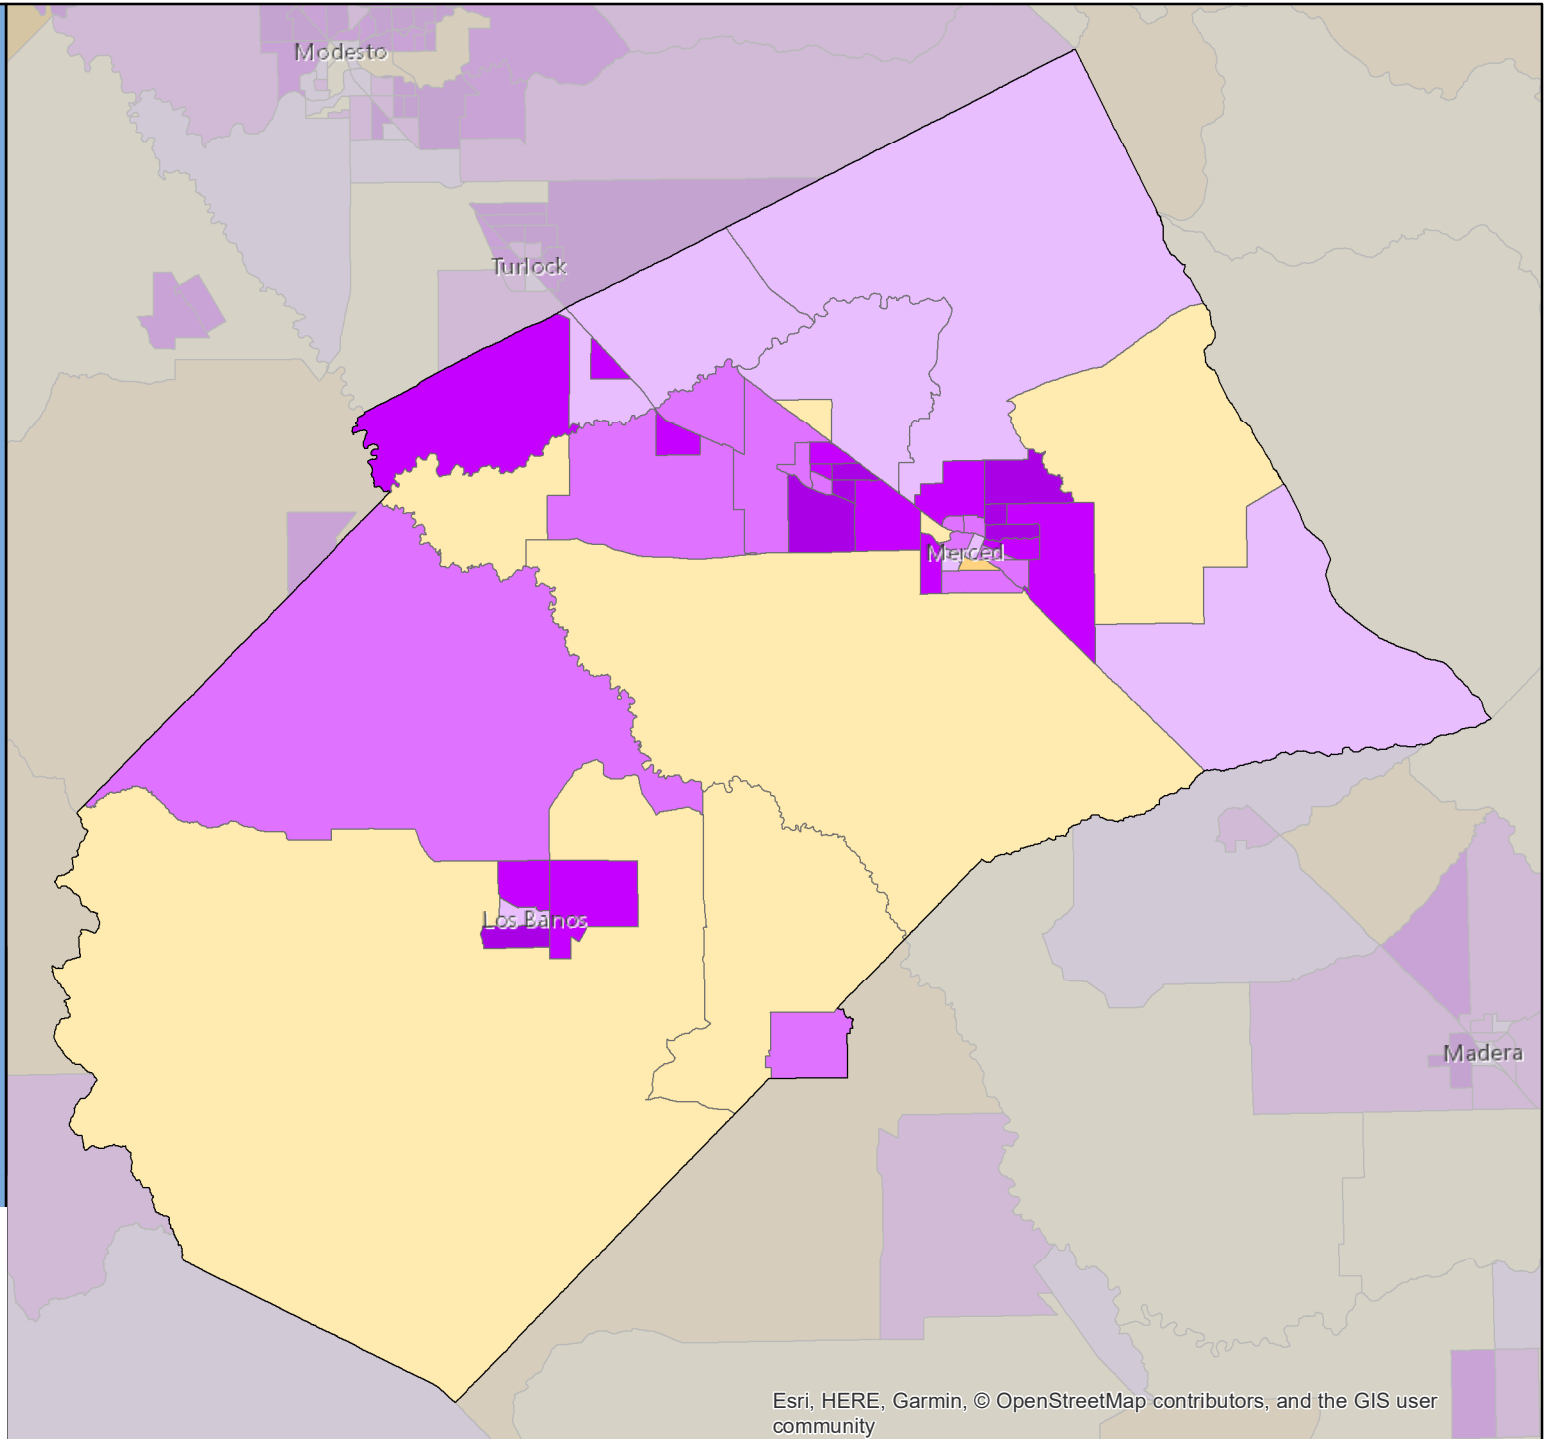 Modesto
Turlock
Merced
Los Banos
Madera
Esri, HERE, Garmin, © OpenStreetMap contributors, and the GIS user
community